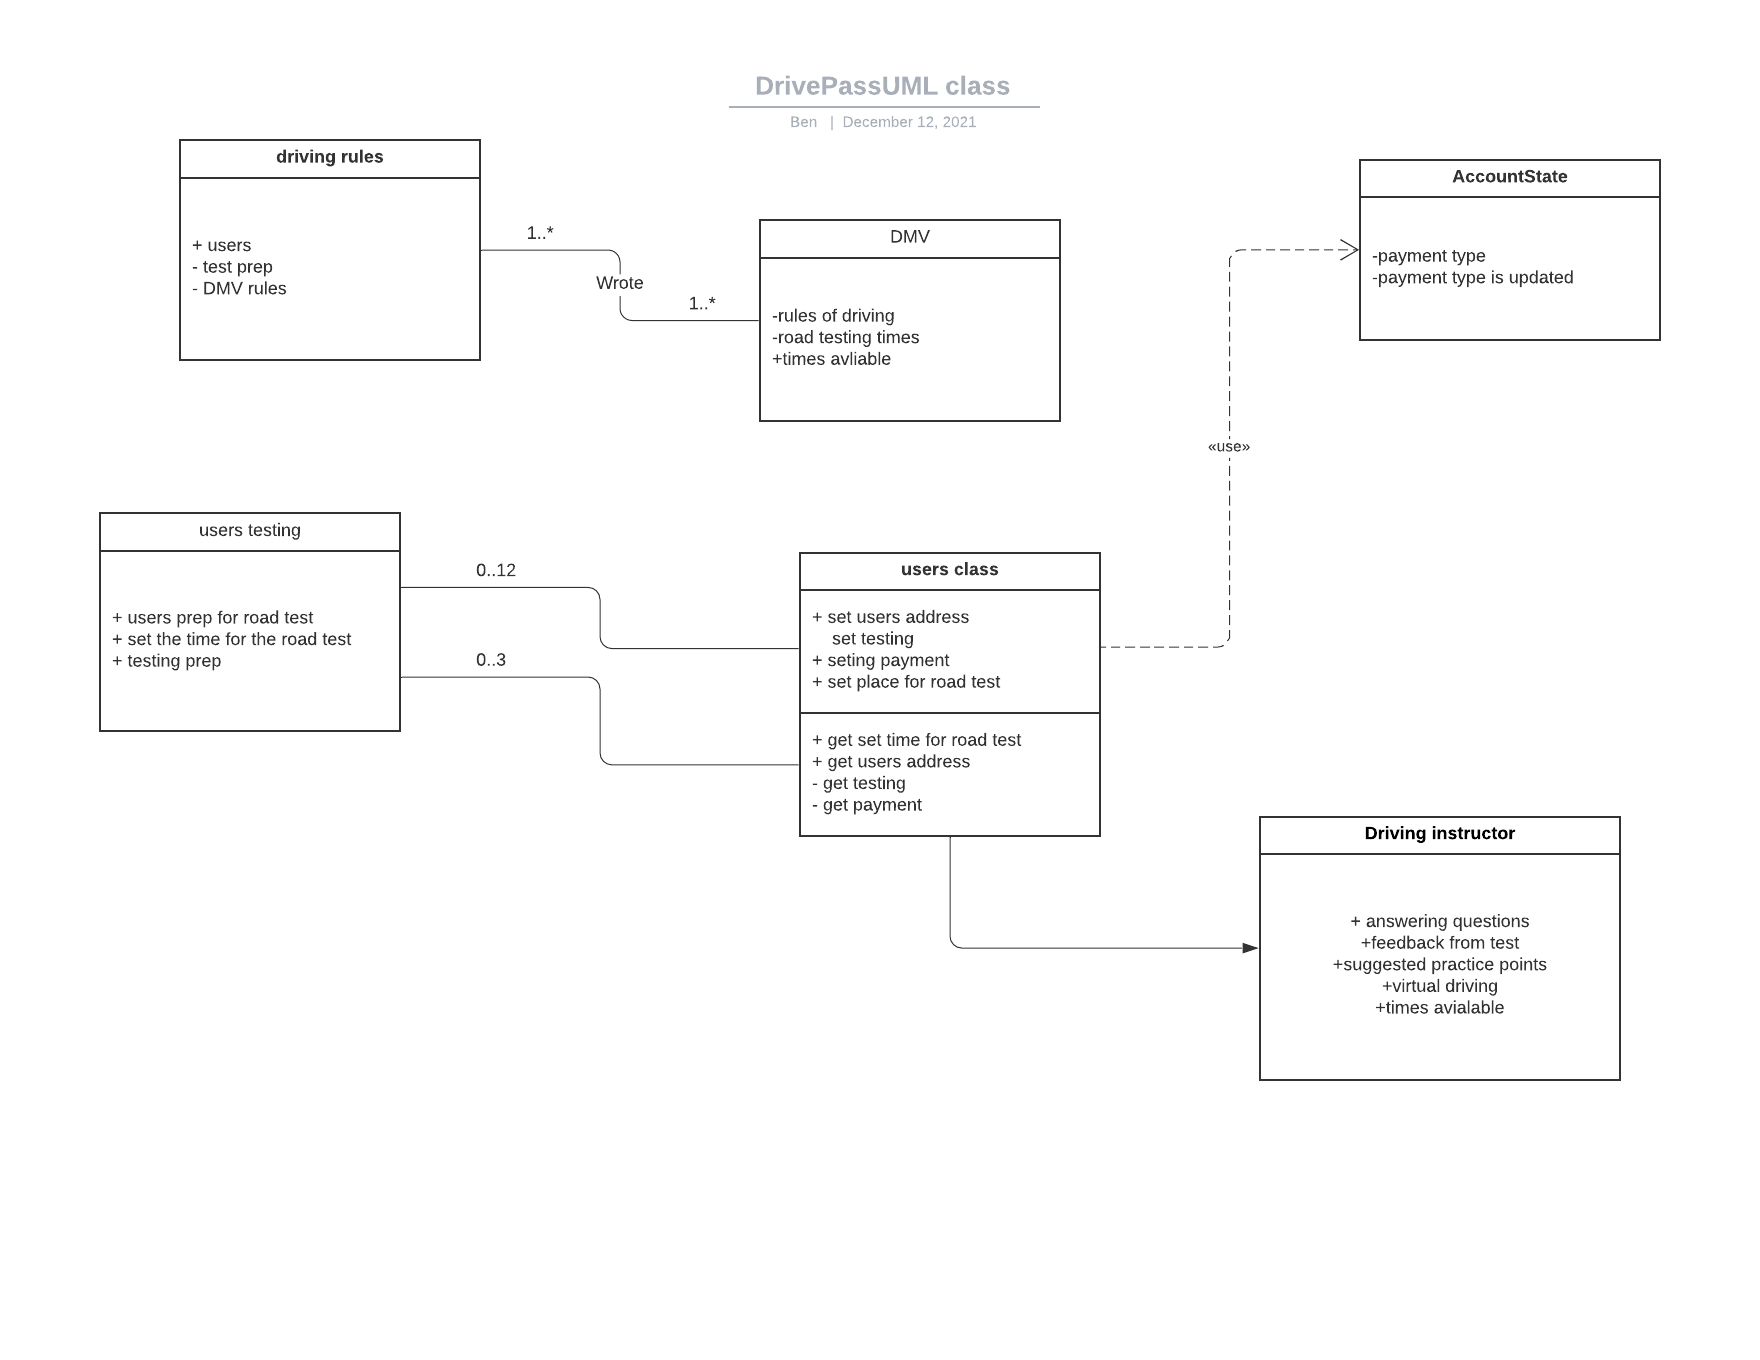 DrivePassUML class
Ben | December 12, 2021
driving rules
+ users
- test prep
- DMV rules
1..*
Wrote
1..*
DMV
-rules of driving
-road testing times
+times avliable
AccountState
-payment type
-payment type is updated
«use»
users testing
+ users prep for road test
+ set the time for the road test
+ testing prep
0..12
0..3
users class
+ set users address
set testing
+ seting payment
+ set place for road test
+ get set time for road test
+ get users address
- get testing
- get payment
Driving instructor
+ answering questions
+feedback from test
+suggested practice points
+virtual driving
+times avialable